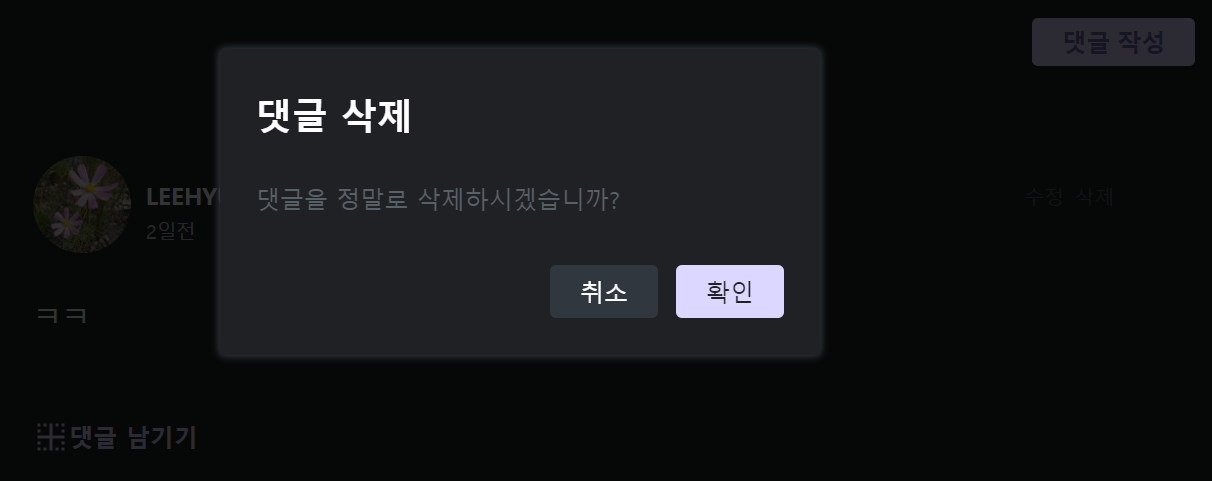 댓글 작성
댓글 삭제
댓글을 정말로 삭제하시겠습니까?
취소
확인
2일전
수정 삭제
ㅋㅋ
댓글 남기기